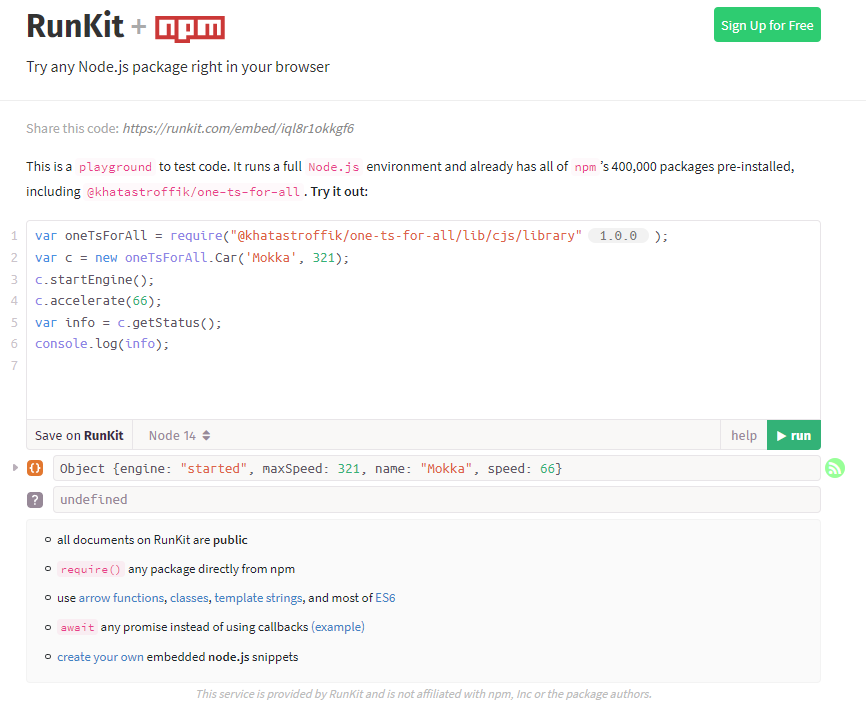 RunKit + npm
Sign Up for Free
Try any Node.js package right in your browser
Share this code: https://runkit.com/embed/iql8r1okkgf6
This is a playground to test code. It runs a full Node.js environment and already has all of npm's 400,000 packages pre-installed,
including @khatastroffik/one-ts-for-all. Try it out:
1 var oneTsForAll = require("@khatastroffik/one-ts-for-all/lib/cjs/library" 1.0.0 );
2 var c = new oneTsForAll.Car('Mokka', 321);
3 c.startEngine();
4 c.accelerate(66);
5 var info = c.getStatus();
6 console.log(info);
7
Save on RunKit Node 14 help run
{} Object {engine: "started", maxSpeed: 321, name: "Mokka", speed: 66}
? undefined
all documents on RunKit are public
require() any package directly from npm
use arrow functions, classes, template strings, and most of ES6
await any promise instead of using callbacks (example)
create your own embedded node.js snippets
This service is provided by RunKit and is not affiliated with npm, Inc or the package authors.